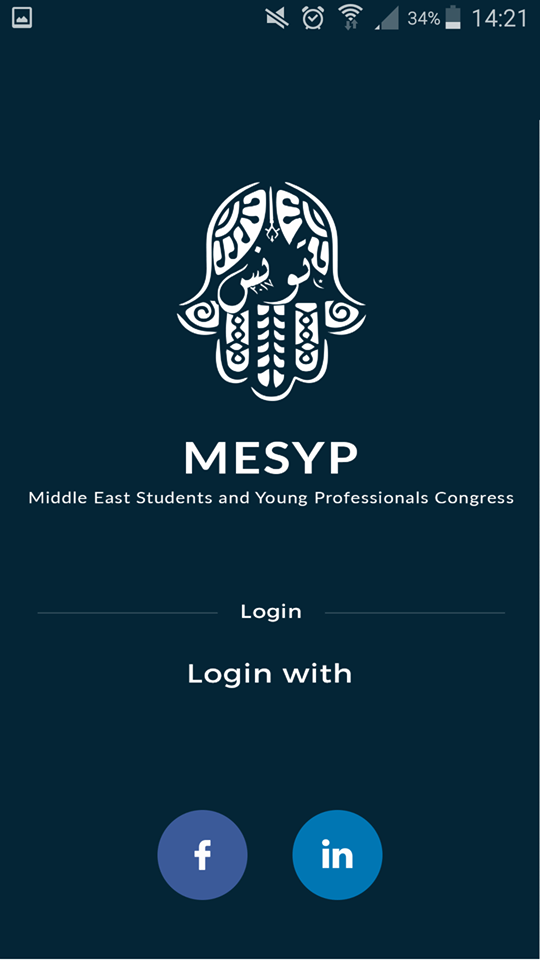 34% 14:21
تونس
MESYP
Middle East Students and Young Professionals Congress
Login
Login with
f
in